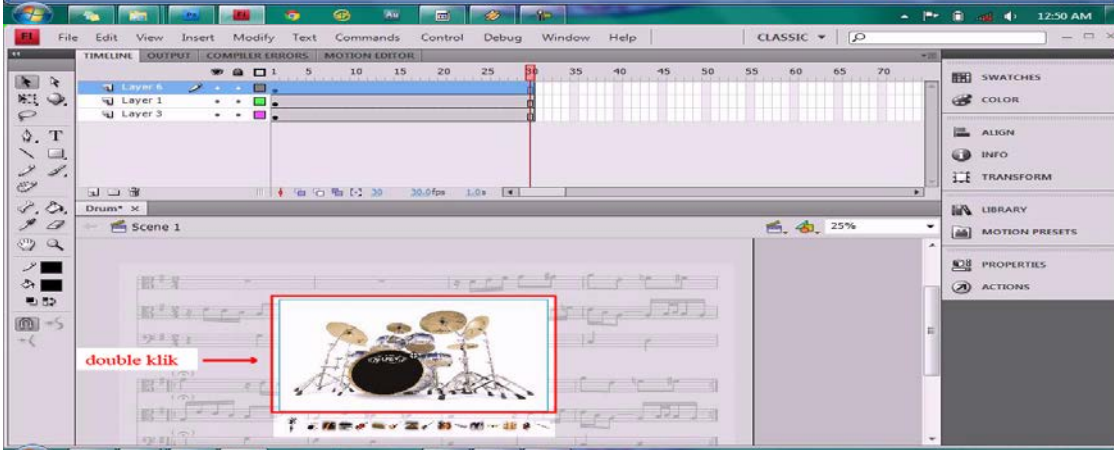 12:50 AM
Fl File Edit View Insert Modify Text Commands Control Debug Window Help CLASSIC
TIMELINE OUTPUT COMPILER ERRORS MOTION EDITOR
1 5 10 15 20 25 30 35 40 45 50 55 60 65 70
Layer 6
Layer 1
Layer 3
30 30.0fps 1.0s
Drum*
Scene 1 25%
double klik
SWATCHES
COLOR
ALIGN
INFO
TRANSFORM
LIBRARY
MOTION PRESETS
PROPERTIES
ACTIONS